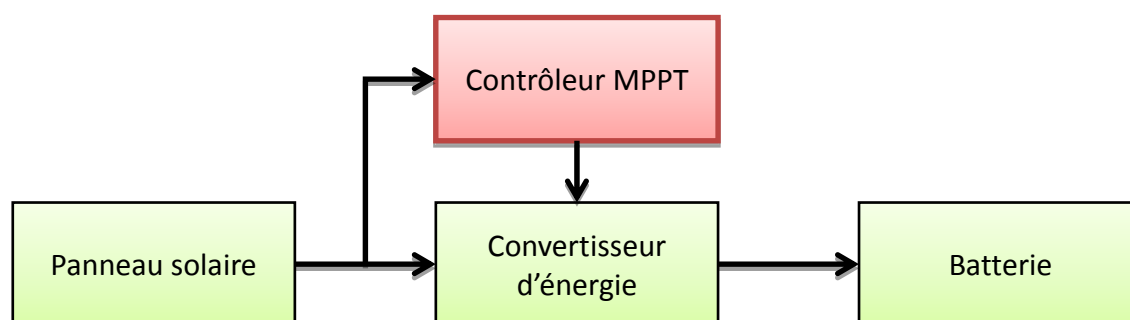 Contrôleur MPPT
Panneau solaire
Convertisseur
d’énergie
Batterie